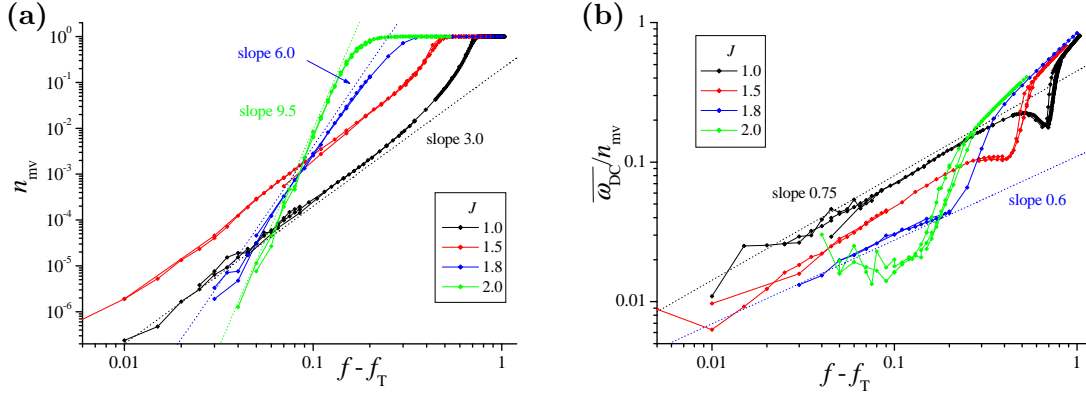 (a)
10^0
10^-1
10^-2
10^-3
10^-4
10^-5
10^-6
n_mv
slope 6.0
slope 9.5
slope 3.0
J
1.0
1.5
1.8
2.0
0.01
0.1
1
f - f_T
(b)
1
0.1
0.01
ω_DC/n_mv
J
1.0
1.5
1.8
2.0
slope 0.75
slope 0.6
0.01
0.1
1
f - f_T